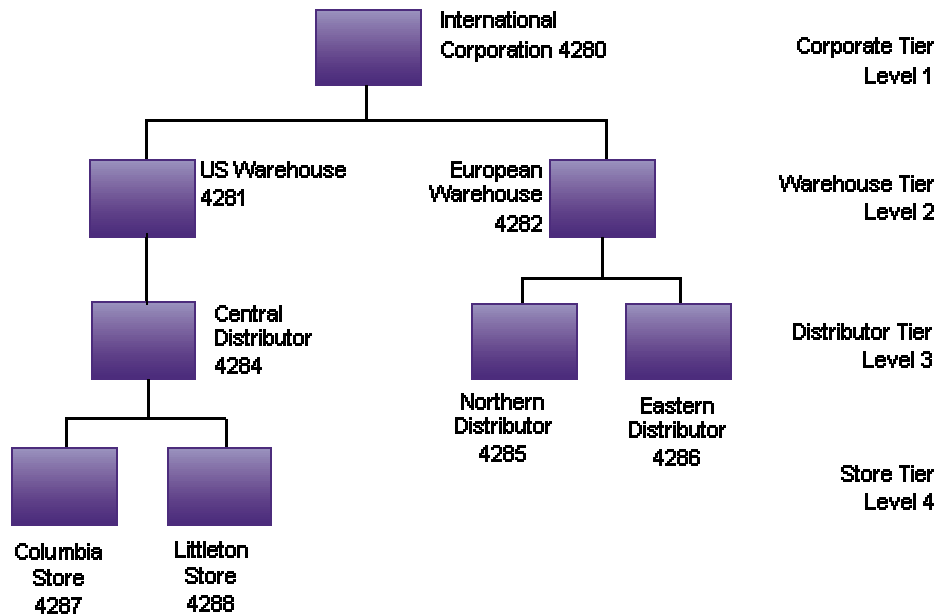 International
Corporation 4280
Corporate Tier
Level 1
US Warehouse
4281
European
Warehouse
4282
Warehouse Tier
Level 2
Central
Distributor
4284
Distributor Tier
Level 3
Northern
Distributor
4285
Eastern
Distributor
4286
Store Tier
Level 4
Columbia
Store
4287
Littleton
Store
4288